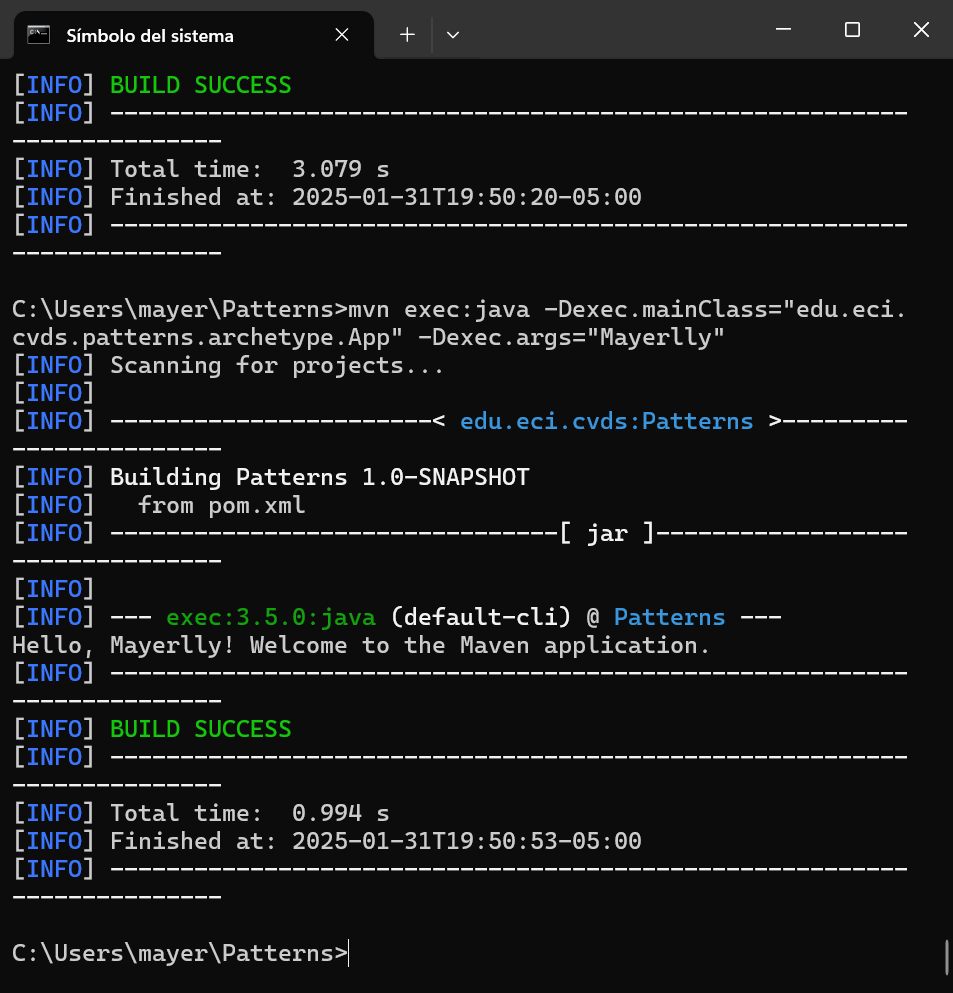 Símbolo del sistema
[INFO] BUILD SUCCESS
[INFO] ---------------------------------------------------------
---------------
[INFO] Total time:  3.079 s
[INFO] Finished at: 2025-01-31T19:50:20-05:00
[INFO] ---------------------------------------------------------
---------------
C:\Users\mayer\Patterns>mvn exec:java -Dexec.mainClass="edu.eci.
cvds.patterns.archetype.App" -Dexec.args="Mayerlly"
[INFO] Scanning for projects...
[INFO]
[INFO] -----------------------< edu.eci.cvds:Patterns >---------
---------------
[INFO] Building Patterns 1.0-SNAPSHOT
[INFO]   from pom.xml
[INFO] --------------------------------[ jar ]------------------
---------------
[INFO]
[INFO] --- exec:3.5.0:java (default-cli) @ Patterns ---
Hello, Mayerlly! Welcome to the Maven application.
[INFO] ---------------------------------------------------------
---------------
[INFO] BUILD SUCCESS
[INFO] ---------------------------------------------------------
---------------
[INFO] Total time:  0.994 s
[INFO] Finished at: 2025-01-31T19:50:53-05:00
[INFO] ---------------------------------------------------------
---------------
C:\Users\mayer\Patterns>